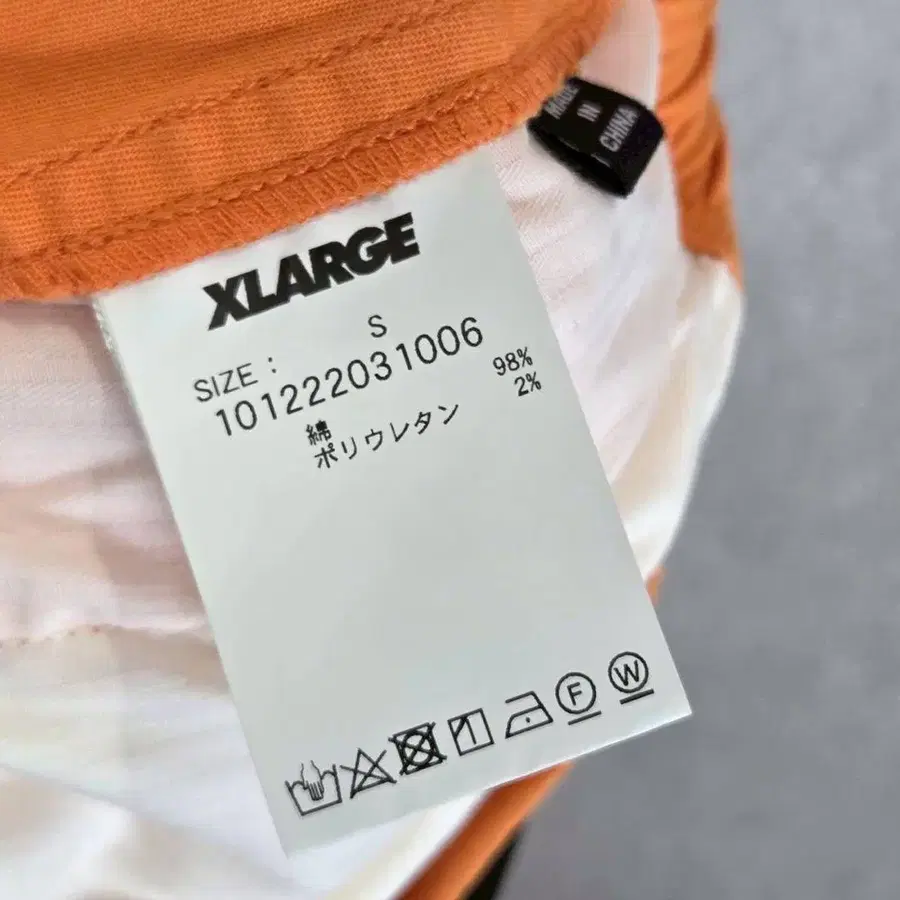 MADE
IN
CHINA
XLARGE
SIZE : S
101222031006
綿 98%
ポリウレタン 2%
F
W